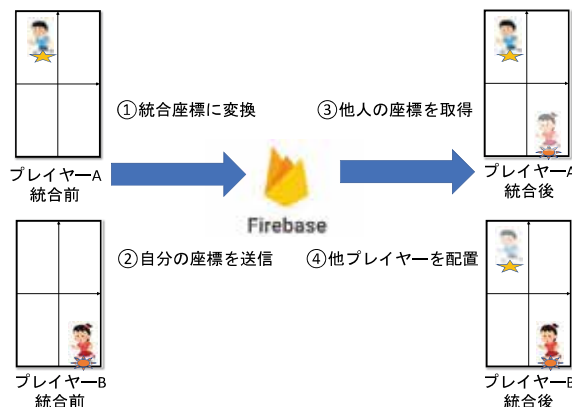 ①統合座標に変換
③他人の座標を取得
プレイヤーA
統合前
プレイヤーA
統合後
Firebase
②自分の座標を送信
④他プレイヤーを配置
プレイヤーB
統合前
プレイヤーB
統合後